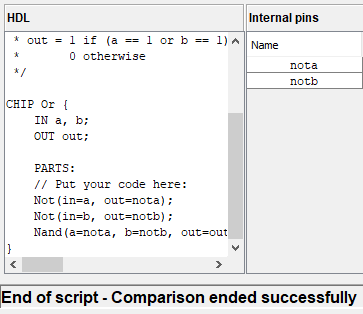 HDL
* out = 1 if (a == 1 or b == 1)
* 0 otherwise
*/
CHIP Or {
IN a, b;
OUT out;
PARTS:
// Put your code here:
Not(in=a, out=nota);
Not(in=b, out=notb);
Nand(a=nota, b=notb, out=out
}
Internal pins
Name
nota
notb
End of script - Comparison ended successfully